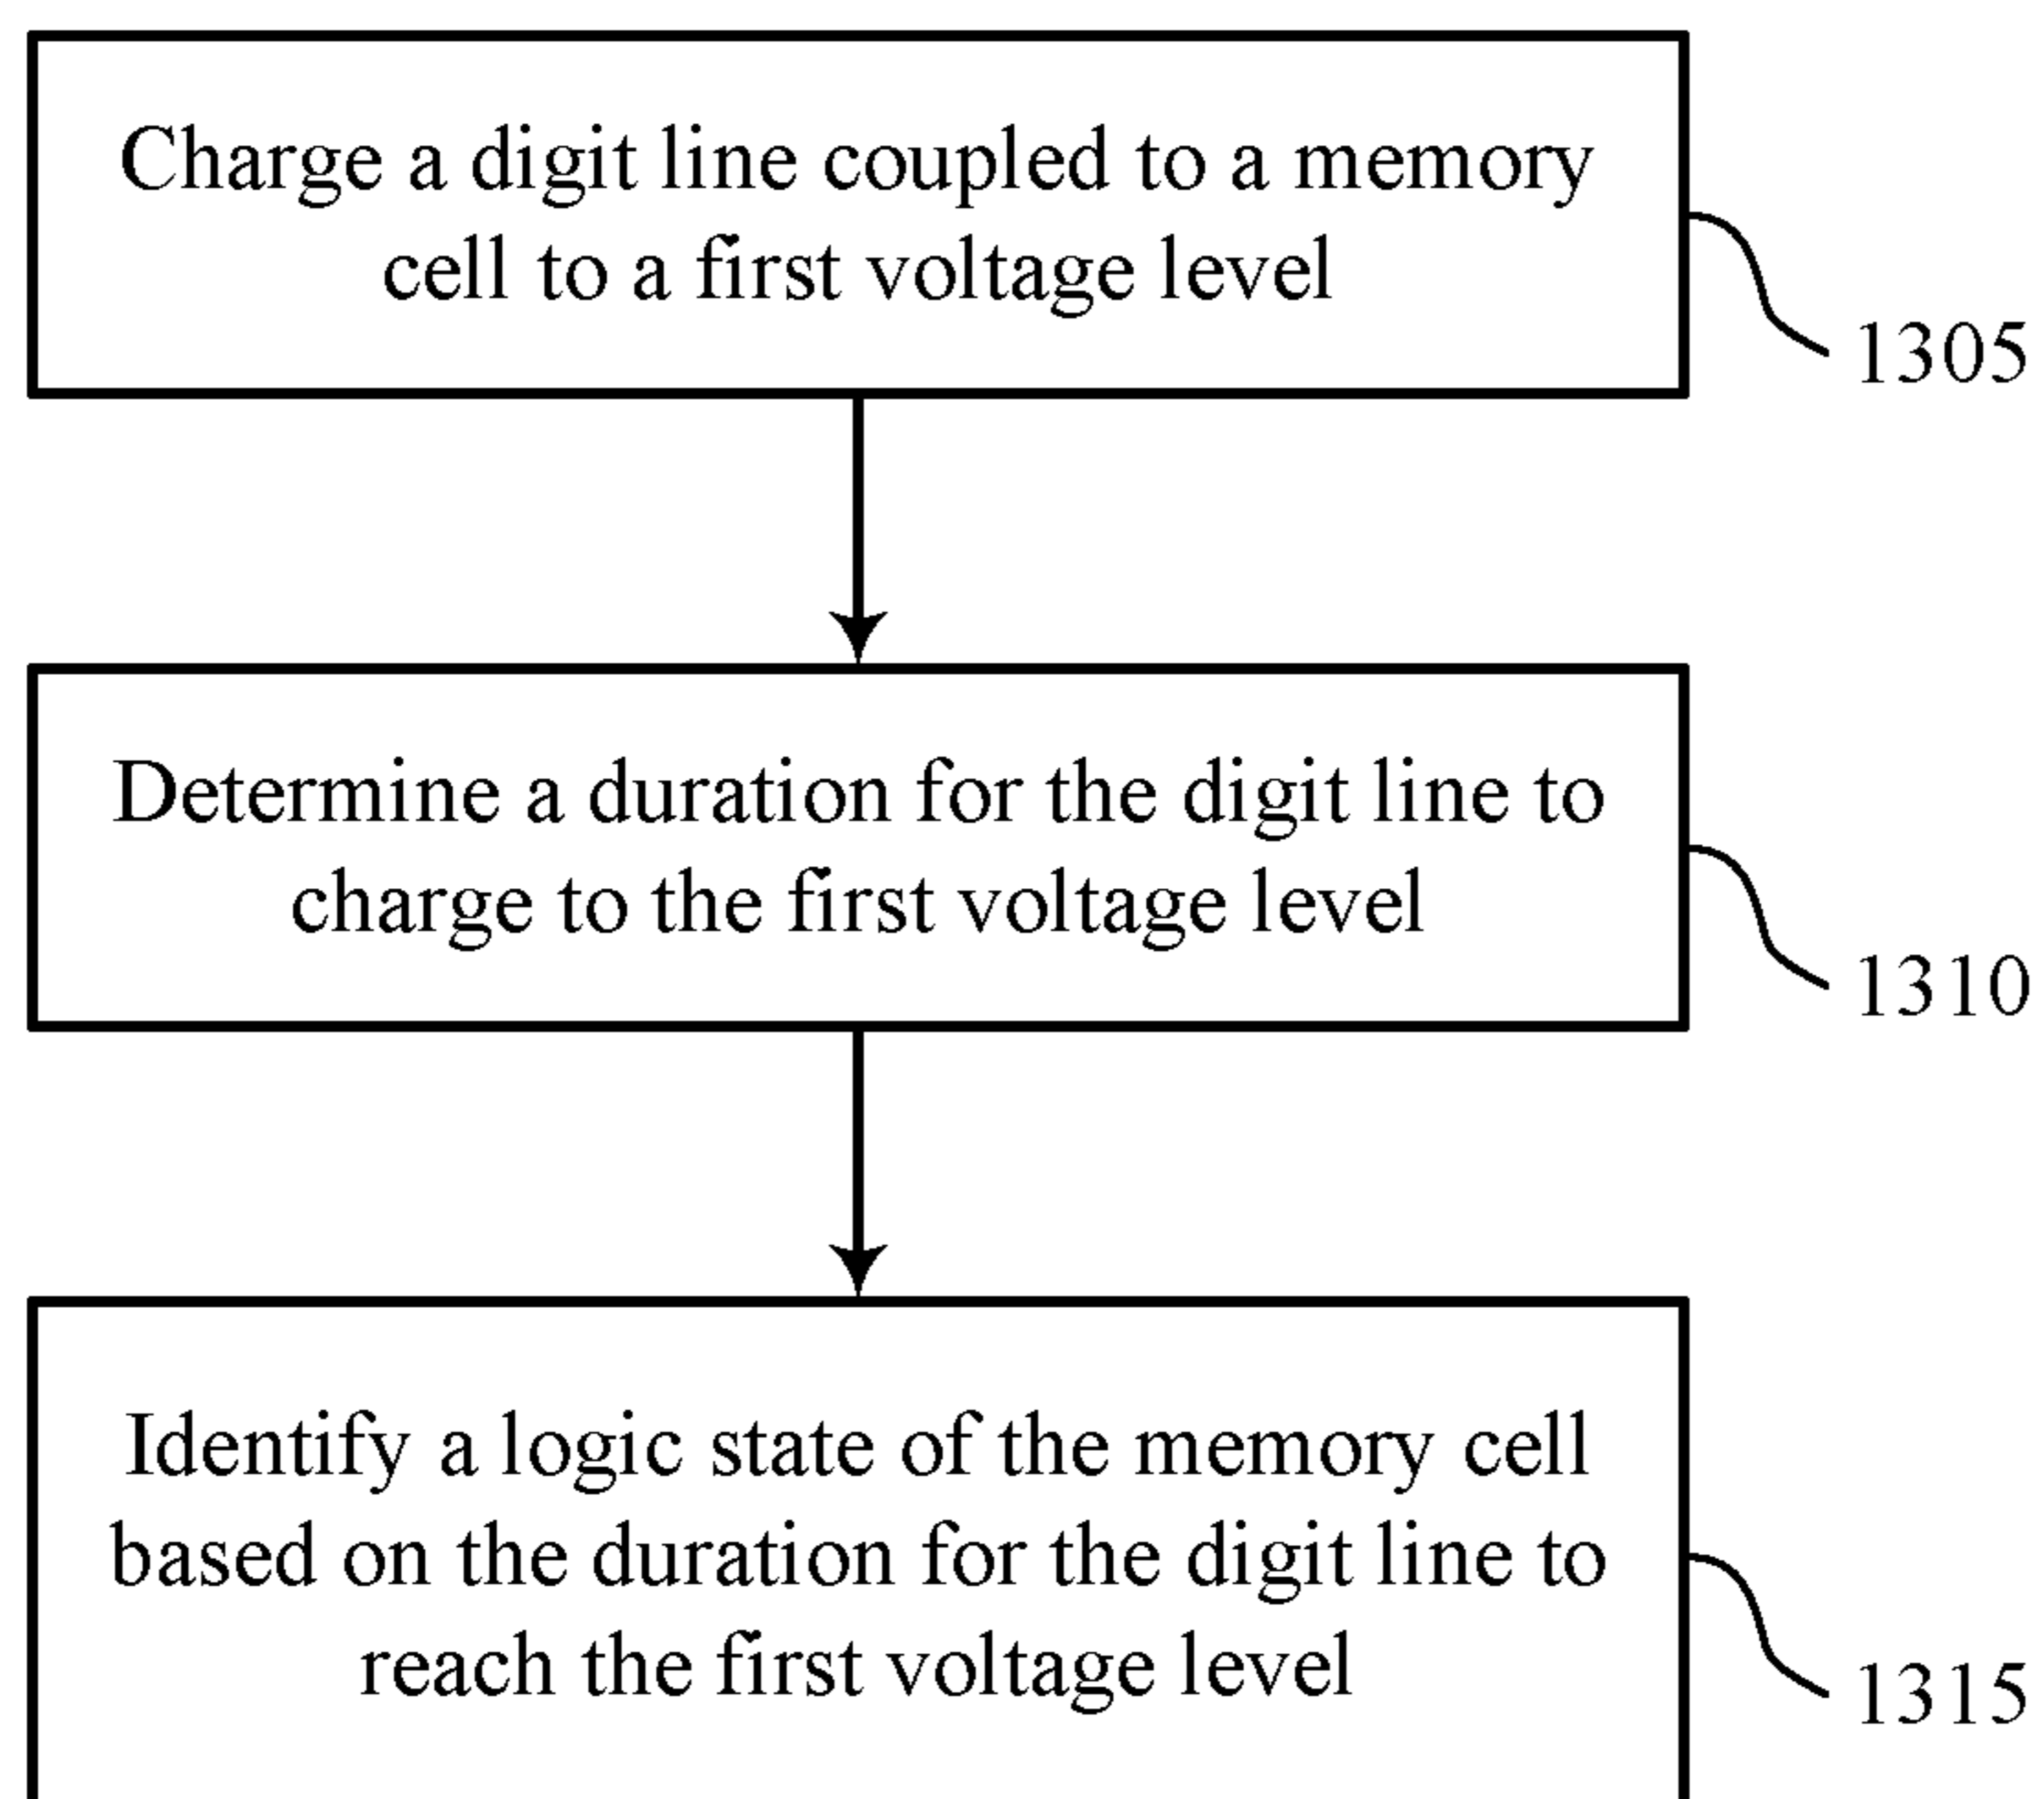 Charge a digit line coupled to a memory
cell to a first voltage level
1305
Determine a duration for the digit line to
charge to the first voltage level
1310
Identify a logic state of the memory cell
based on the duration for the digit line to
reach the first voltage level
1315